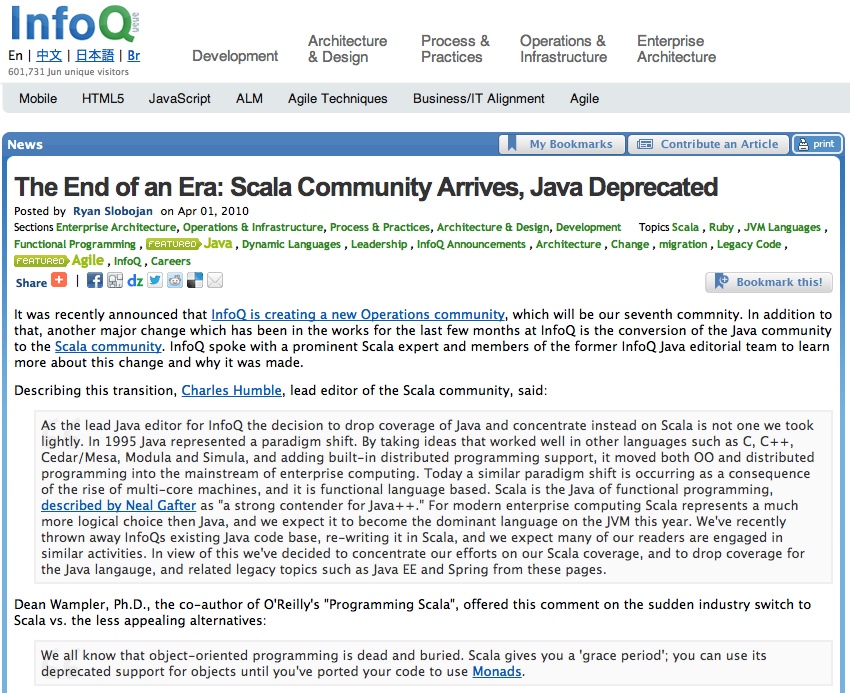 InfoQ
queue
En | 中文 | 日本語 | Br
601,731 Jun unique visitors
Development
Architecture
& Design
Process &
Practices
Operations &
Infrastructure
Enterprise
Architecture
Mobile HTML5 JavaScript ALM Agile Techniques Business/IT Alignment Agile
News
My Bookmarks
Contribute an Article
print
The End of an Era: Scala Community Arrives, Java Deprecated
Posted by Ryan Slobojan on Apr 01, 2010
Sections Enterprise Architecture, Operations & Infrastructure, Process & Practices, Architecture & Design, Development Topics Scala , Ruby , JVM Languages ,
Functional Programming , FEATURED Java , Dynamic Languages , Leadership , InfoQ Announcements , Architecture , Change , migration , Legacy Code ,
FEATURED Agile , InfoQ , Careers
Share | dz
Bookmark this!
It was recently announced that InfoQ is creating a new Operations community, which will be our seventh commnity. In addition to
that, another major change which has been in the works for the last few months at InfoQ is the conversion of the Java community
to the Scala community. InfoQ spoke with a prominent Scala expert and members of the former InfoQ Java editorial team to learn
more about this change and why it was made.
Describing this transition, Charles Humble, lead editor of the Scala community, said:
As the lead Java editor for InfoQ the decision to drop coverage of Java and concentrate instead on Scala is not one we took
lightly. In 1995 Java represented a paradigm shift. By taking ideas that worked well in other languages such as C, C++,
Cedar/Mesa, Modula and Simula, and adding built-in distributed programming support, it moved both OO and distributed
programming into the mainstream of enterprise computing. Today a similar paradigm shift is occurring as a consequence
of the rise of multi-core machines, and it is functional language based. Scala is the Java of functional programming,
described by Neal Gafter as "a strong contender for Java++." For modern enterprise computing Scala represents a much
more logical choice then Java, and we expect it to become the dominant language on the JVM this year. We've recently
thrown away InfoQs existing Java code base, re-writing it in Scala, and we expect many of our readers are engaged in
similar activities. In view of this we've decided to concentrate our efforts on our Scala coverage, and to drop coverage for
the Java langauge, and related legacy topics such as Java EE and Spring from these pages.
Dean Wampler, Ph.D., the co-author of O'Reilly's "Programming Scala", offered this comment on the sudden industry switch to
Scala vs. the less appealing alternatives:
We all know that object-oriented programming is dead and buried. Scala gives you a 'grace period'; you can use its
deprecated support for objects until you've ported your code to use Monads.